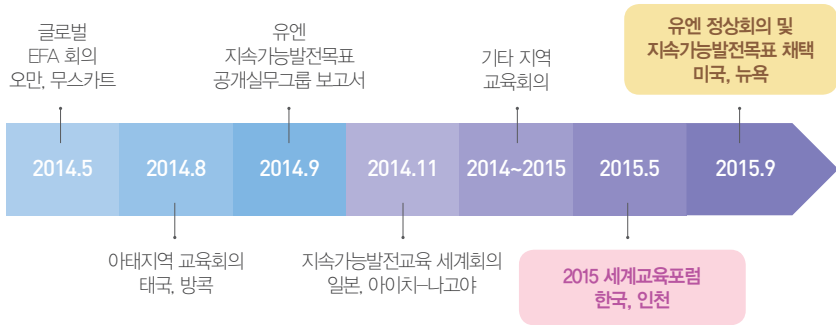 글로벌
EFA 회의
오만, 무스카트
유엔
지속가능발전목표
공개실무그룹 보고서
기타 지역
교육회의
유엔 정상회의 및
지속가능발전목표 채택
미국, 뉴욕
2014.5
2014.8
2014.9
2014.11
2014~2015
2015.5
2015.9
아태지역 교육회의
태국, 방콕
지속가능발전교육 세계회의
일본, 아이치-나고야
2015 세계교육포럼
한국, 인천